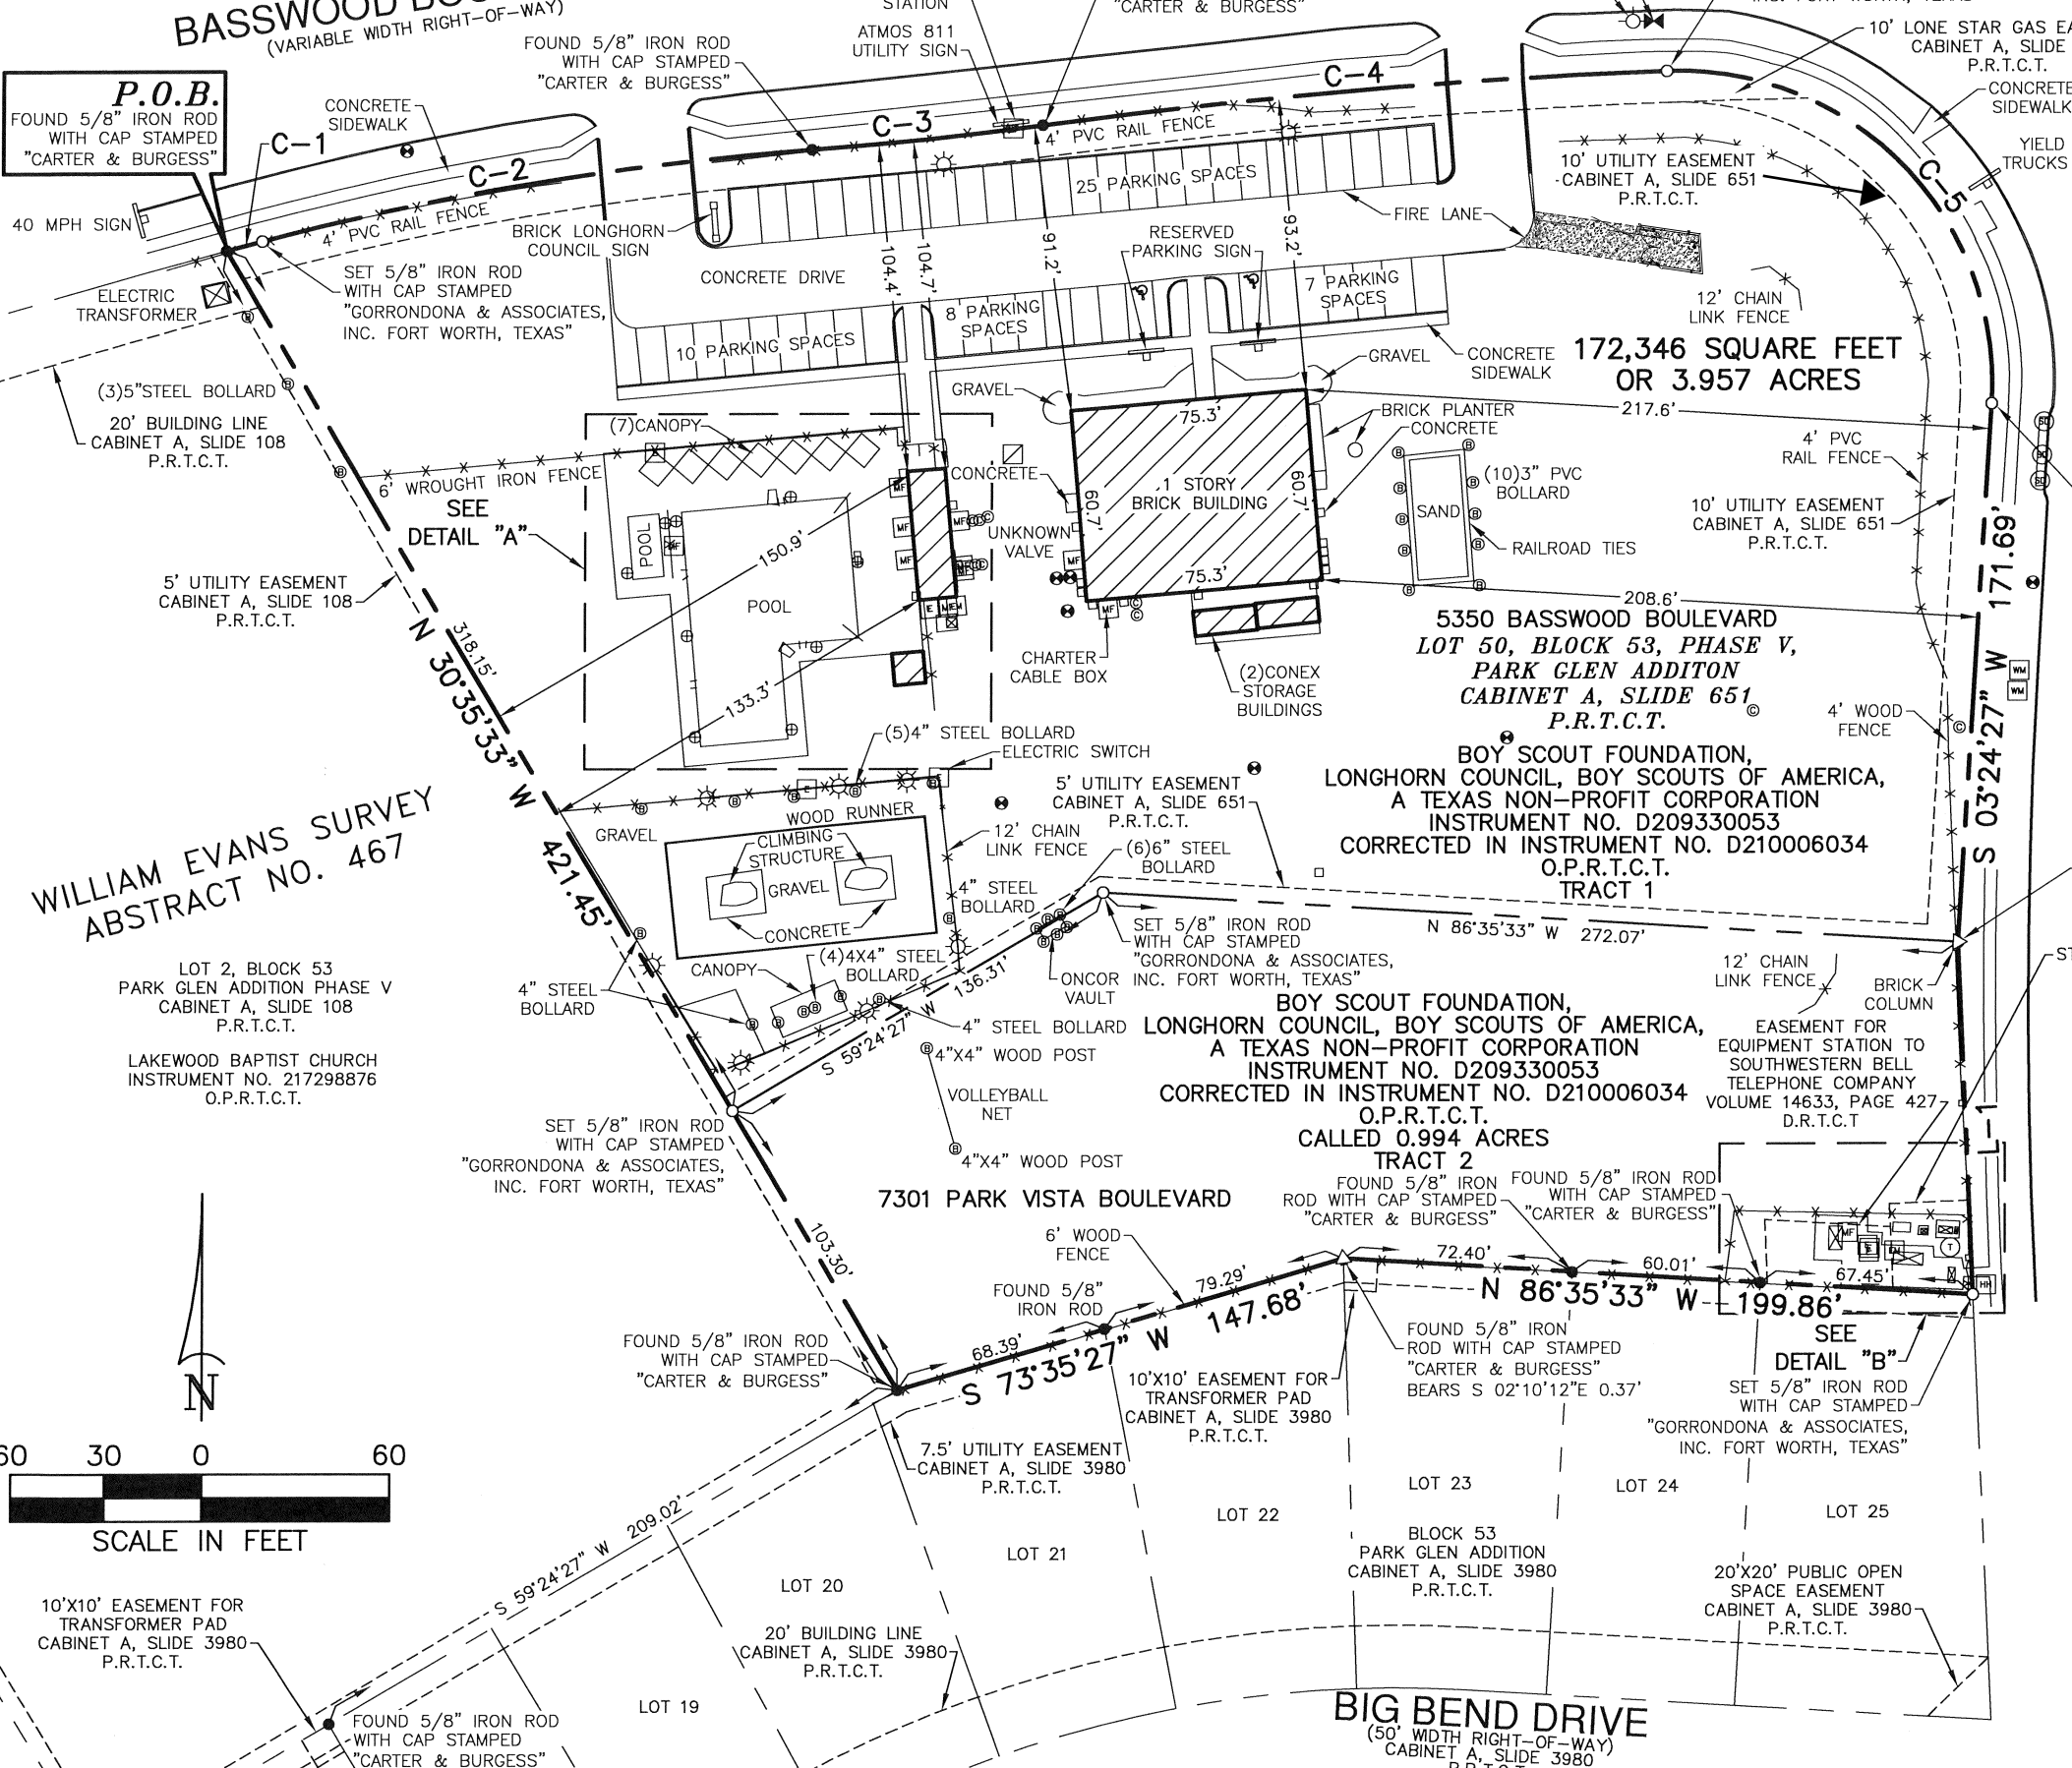 BASSWOOD
(VARIABLE WIDTH RIGHT-OF-WAY)
STATION
"CARTER & BURGESS"
ATMOS 811
UTILITY SIGN
FOUND 5/8" IRON ROD
WITH CAP STAMPED
"CARTER & BURGESS"
10' LONE STAR GAS
CABINET A, SLIDE
P.R.T.C.T.
CONCRETE
SIDEWALK
YIELD
TRUCKS
P.O.B.
FOUND 5/8" IRON ROD
WITH CAP STAMPED
"CARTER & BURGESS"
CONCRETE
SIDEWALK
C-1
C-2
C-3
C-4
C-5
4' PVC RAIL FENCE
4' PVC RAIL FENCE
40 MPH SIGN
25 PARKING SPACES
10' UTILITY EASEMENT
CABINET A, SLIDE 651
P.R.T.C.T.
FIRE LANE
BRICK LONGHORN
COUNCIL SIGN
RESERVED
PARKING SIGN
104.4'
104.7'
91.2'
93.2'
CONCRETE DRIVE
SET 5/8" IRON ROD
WITH CAP STAMPED
"GORRONDONA & ASSOCIATES,
INC. FORT WORTH, TEXAS"
ELECTRIC
TRANSFORMER
7 PARKING
SPACES
8 PARKING
SPACES
10 PARKING SPACES
12' CHAIN
LINK FENCE
172,346 SQUARE FEET
OR 3.957 ACRES
GRAVEL
CONCRETE
SIDEWALK
GRAVEL
(3)5"STEEL BOLLARD
20' BUILDING LINE
CABINET A, SLIDE 108
P.R.T.C.T.
75.3'
217.6'
BRICK PLANTER
CONCRETE
(7)CANOPY
4' PVC
RAIL FENCE
6' WROUGHT IRON FENCE
CONCRETE
1 STORY
BRICK BUILDING
60.7'
60.7'
(10)3" PVC
BOLLARD
SAND
SEE
DETAIL "A"
10' UTILITY EASEMENT
CABINET A, SLIDE 651
P.R.T.C.T.
UNKNOWN
VALVE
RAILROAD TIES
POOL
150.9'
75.3'
171.69'
5' UTILITY EASEMENT
CABINET A, SLIDE 108
P.R.T.C.T.
POOL
208.6'
5350 BASSWOOD BOULEVARD
LOT 50, BLOCK 53, PHASE V,
PARK GLEN ADDITON
CABINET A, SLIDE 651
P.R.T.C.T.
318.15'
N 30°35'33" W
421.45'
CHARTER
CABLE BOX
(2)CONEX
STORAGE
BUILDINGS
133.3'
4' WOOD
FENCE
S 03°24'27" W
(5)4" STEEL BOLLARD
ELECTRIC SWITCH
BOY SCOUT FOUNDATION,
LONGHORN COUNCIL, BOY SCOUTS OF AMERICA,
A TEXAS NON-PROFIT CORPORATION
INSTRUMENT NO. D209330053
CORRECTED IN INSTRUMENT NO. D210006034
O.P.R.T.C.T.
TRACT 1
5' UTILITY EASEMENT
CABINET A, SLIDE 651
P.R.T.C.T.
WILLIAM EVANS SURVEY
ABSTRACT NO. 467
GRAVEL
WOOD RUNNER
CLIMBING
STRUCTURE
GRAVEL
CONCRETE
12' CHAIN
LINK FENCE
(6)6" STEEL
BOLLARD
4" STEEL
BOLLARD
SET 5/8" IRON ROD
WITH CAP STAMPED
"GORRONDONA & ASSOCIATES,
INC. FORT WORTH, TEXAS"
N 86°35'33" W 272.07'
LOT 2, BLOCK 53
PARK GLEN ADDITION PHASE V
CABINET A, SLIDE 108
P.R.T.C.T.
LAKEWOOD BAPTIST CHURCH
INSTRUMENT NO. 217298876
O.P.R.T.C.T.
CANOPY
(4)4X4" STEEL
BOLLARD
4" STEEL
BOLLARD
ONCOR
VAULT
S 59°24'27" W 136.31'
12' CHAIN
LINK FENCE
BRICK
COLUMN
4" STEEL BOLLARD
4"X4" WOOD POST
BOY SCOUT FOUNDATION,
LONGHORN COUNCIL, BOY SCOUTS OF AMERICA,
A TEXAS NON-PROFIT CORPORATION
INSTRUMENT NO. D209330053
CORRECTED IN INSTRUMENT NO. D210006034
O.P.R.T.C.T.
CALLED 0.994 ACRES
TRACT 2
EASEMENT FOR
EQUIPMENT STATION TO
SOUTHWESTERN BELL
TELEPHONE COMPANY
VOLUME 14633, PAGE 427
D.R.T.C.T
VOLLEYBALL
NET
4"X4" WOOD POST
L-1
SET 5/8" IRON ROD
WITH CAP STAMPED
"GORRONDONA & ASSOCIATES,
INC. FORT WORTH, TEXAS"
7301 PARK VISTA BOULEVARD
FOUND 5/8" IRON
ROD WITH CAP STAMPED
"CARTER & BURGESS"
FOUND 5/8" IRON ROD
WITH CAP STAMPED
"CARTER & BURGESS"
103.30'
6' WOOD
FENCE
FOUND 5/8"
IRON ROD
79.29'
72.40'
60.01'
67.45'
N 86°35'33" W 199.86'
S 73°35'27" W 147.68'
68.39'
FOUND 5/8" IRON ROD
WITH CAP STAMPED
"CARTER & BURGESS"
FOUND 5/8" IRON
ROD WITH CAP STAMPED
"CARTER & BURGESS"
BEARS S 02°10'12"E 0.37'
SEE
DETAIL "B"
10'X10' EASEMENT FOR
TRANSFORMER PAD
CABINET A, SLIDE 3980
P.R.T.C.T.
SET 5/8" IRON ROD
WITH CAP STAMPED
"GORRONDONA & ASSOCIATES,
INC. FORT WORTH, TEXAS"
N
60 30 0 60
SCALE IN FEET
7.5' UTILITY EASEMENT
CABINET A, SLIDE 3980
P.R.T.C.T.
S 59°24'27" W 209.02'
LOT 19
LOT 20
LOT 21
LOT 22
LOT 23
LOT 24
LOT 25
BLOCK 53
PARK GLEN ADDITION
CABINET A, SLIDE 3980
P.R.T.C.T.
20'X20' PUBLIC OPEN
SPACE EASEMENT
CABINET A, SLIDE 3980
P.R.T.C.T.
10'X10' EASEMENT FOR
TRANSFORMER PAD
CABINET A, SLIDE 3980
P.R.T.C.T.
20' BUILDING LINE
CABINET A, SLIDE 3980
P.R.T.C.T.
FOUND 5/8" IRON ROD
WITH CAP STAMPED
"CARTER & BURGESS"
BIG BEND DRIVE
(50' WIDTH RIGHT-OF-WAY)
CABINET A, SLIDE 3980